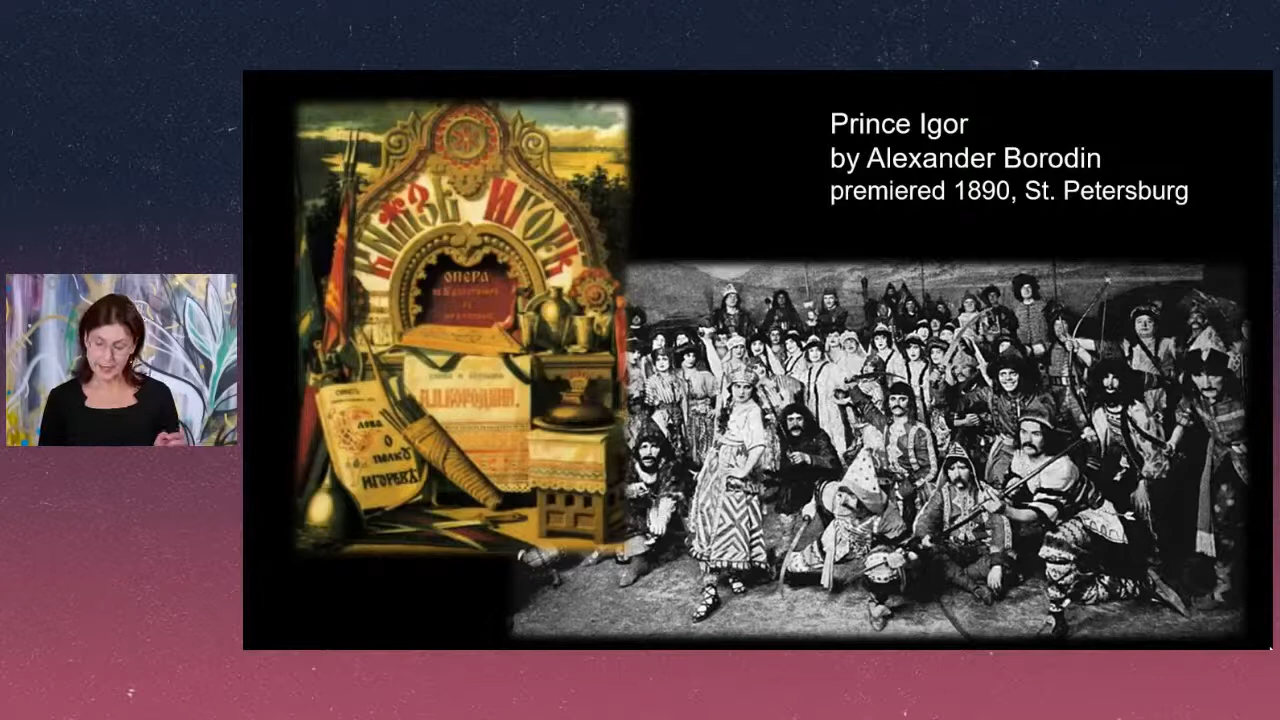 Prince Igor
by Alexander Borodin
premiered 1890, St. Petersburg
КНЯЗЬ ИГОРЬ
ОПЕРА
А.П.БОРОДИНА.
О
ПОЛКУ
ИГОРЕВѢ